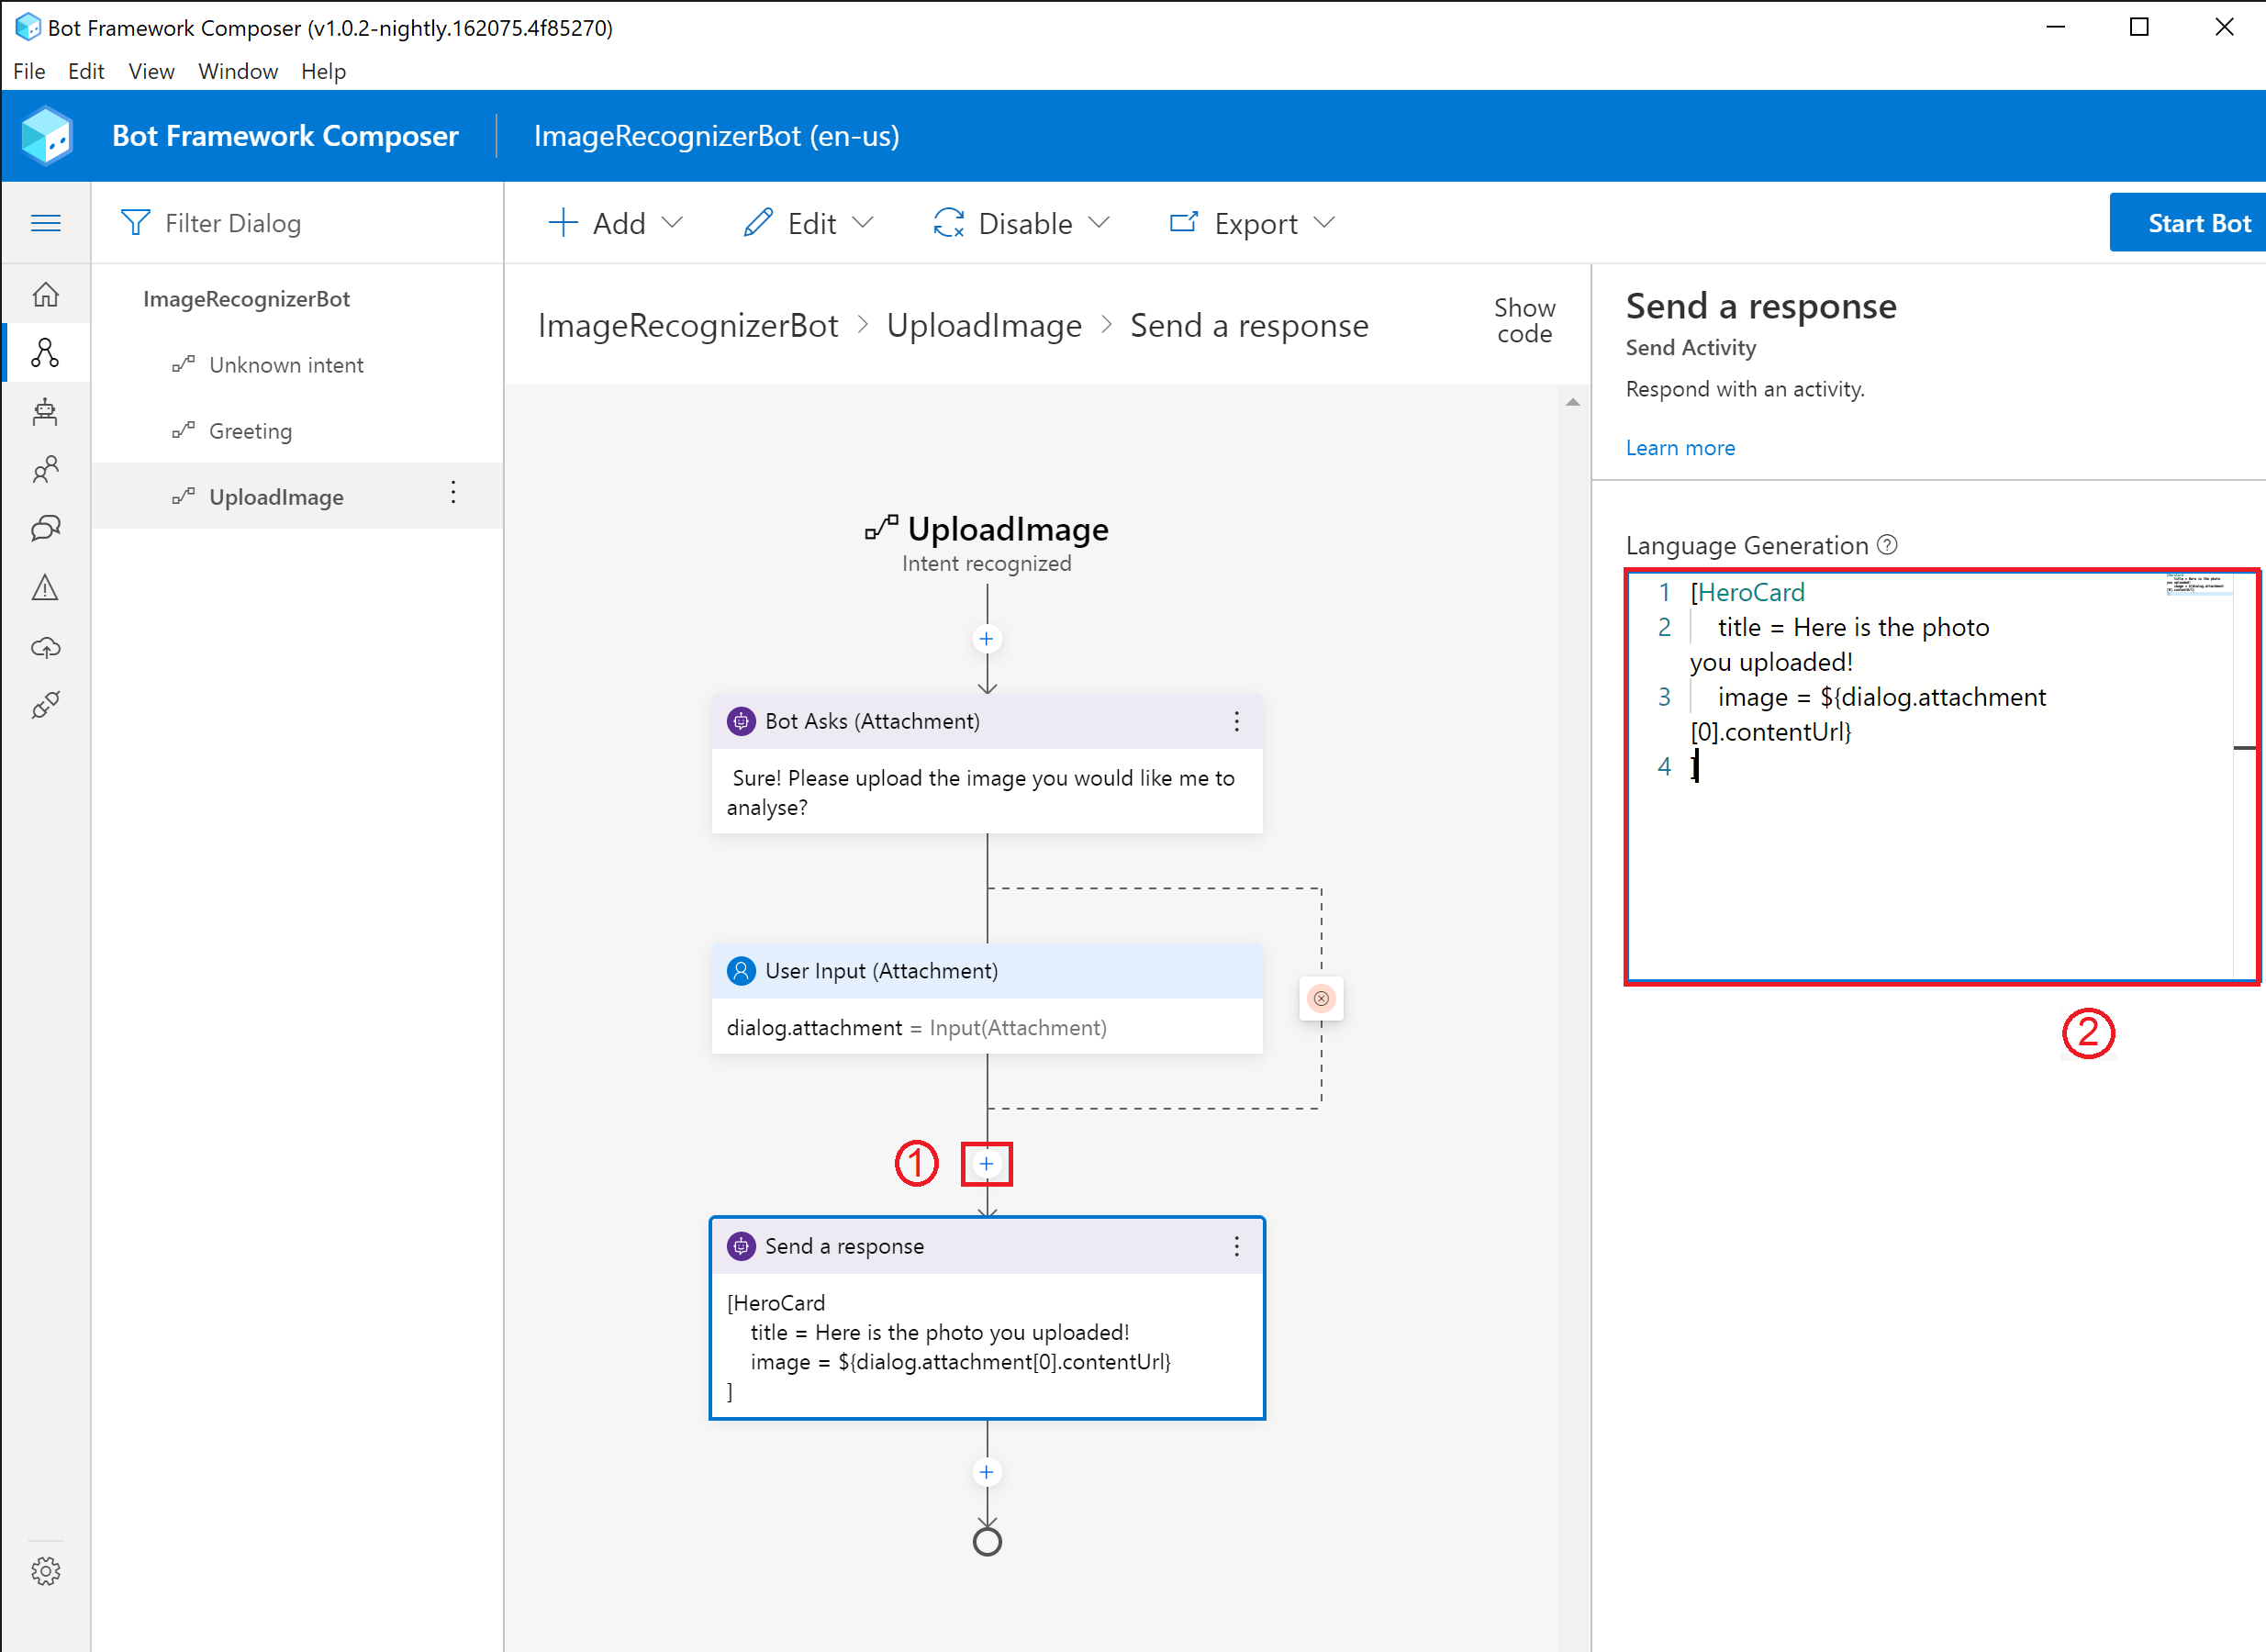 Bot Framework Composer (v1.0.2-nightly.162075.4f85270)
File Edit View Window Help
Bot Framework Composer ImageRecognizerBot (en-us)
Filter Dialog
Add Edit Disable Export
Start Bot
ImageRecognizerBot
Unknown intent
Greeting
UploadImage
ImageRecognizerBot > UploadImage > Send a response
Show
code
UploadImage
Intent recognized
Bot Asks (Attachment)
Sure! Please upload the image you would like me to
analyse?
User Input (Attachment)
dialog.attachment = Input(Attachment)
1
Send a response
[HeroCard
title = Here is the photo you uploaded!
image = ${dialog.attachment[0].contentUrl}
]
Send a response
Send Activity
Respond with an activity.
Learn more
Language Generation
1 [HeroCard
2 title = Here is the photo
you uploaded!
3 image = ${dialog.attachment
[0].contentUrl}
4 ]
2